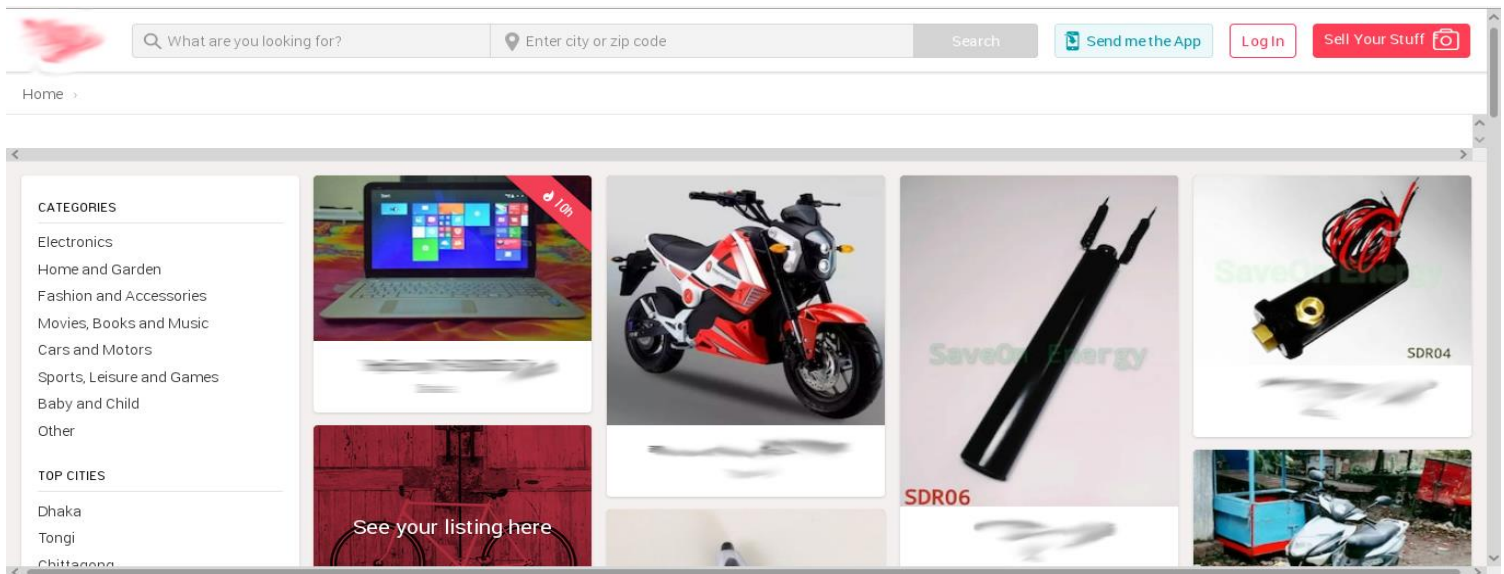 What are you looking for?
Enter city or zip code
Search
Send me the App
Log In
Sell Your Stuff
Home
CATEGORIES
Electronics
Home and Garden
Fashion and Accessories
Movies, Books and Music
Cars and Motors
Sports, Leisure and Games
Baby and Child
Other
TOP CITIES
Dhaka
Tongi
Chittagong
10h
See your listing here
SaveOn Energy
SDR06
SaveOn Energy
SDR04